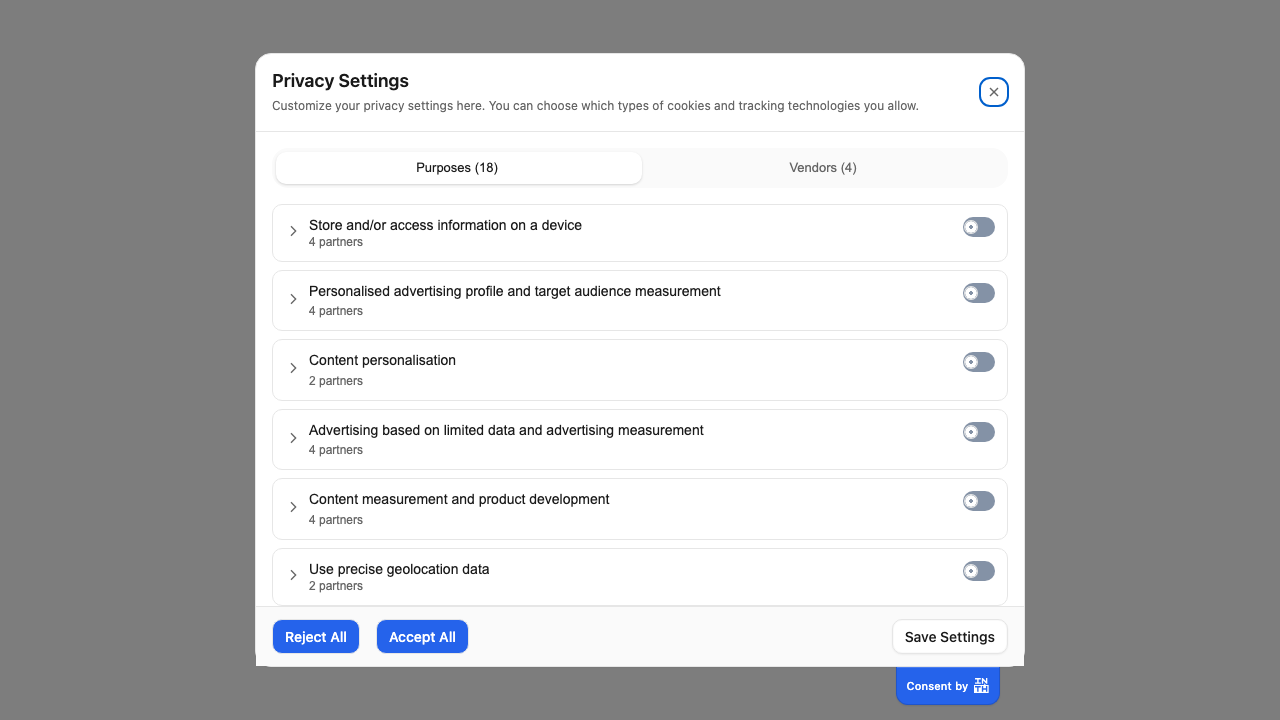 Privacy Settings
Customize your privacy settings here. You can choose which types of cookies and tracking technologies you allow.
Purposes (18)
Vendors (4)
Store and/or access information on a device
4 partners
Personalised advertising profile and target audience measurement
4 partners
Content personalisation
2 partners
Advertising based on limited data and advertising measurement
4 partners
Content measurement and product development
4 partners
Use precise geolocation data
2 partners
Reject All
Accept All
Save Settings
Consent by
INTH